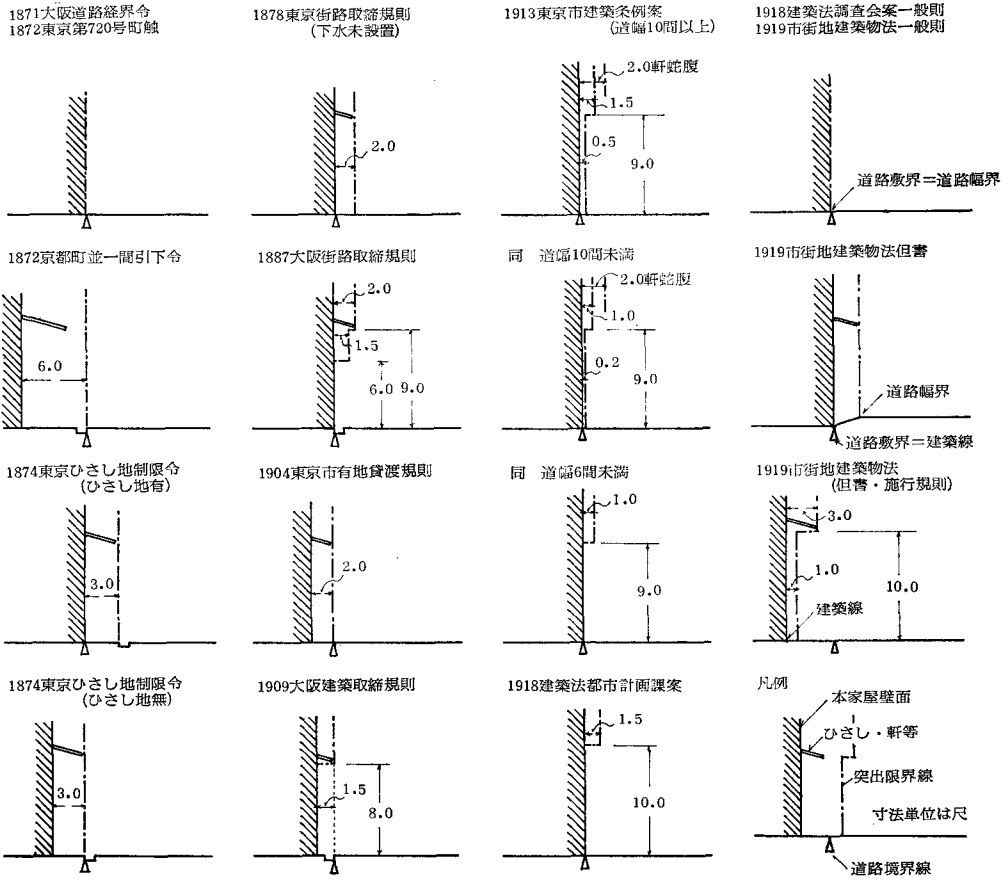 1871大阪道路経界令
1872東京第720号町触
1878東京街路取締規則
(下水未設置)
2.0
1913東京市建築条例案
(道幅10間以上)
2.0軒蛇腹
1.5
0.5
9.0
1918建築法調査会案一般則
1919市街地建築物法一般則
道路敷界＝道路幅界
1872京都町並一間引下令
6.0
1887大阪街路取締規則
2.0
1.5
6.0
9.0
同 道幅10間未満
2.0軒蛇腹
1.0
0.2
9.0
1919市街地建築物法但書
道路幅界
道路敷界＝建築線
1874東京ひさし地制限令
(ひさし地有)
3.0
1904東京市有地貸渡規則
2.0
同 道幅6間未満
1.0
9.0
1919市街地建築物法
(但書・施行規則)
3.0
1.0
10.0
建築線
1874東京ひさし地制限令
(ひさし地無)
3.0
1909大阪建築取締規則
1.5
8.0
1918建築法都市計画課案
1.5
10.0
凡例
本家屋壁面
ひさし・軒等
突出限界線
寸法単位は尺
道路境界線